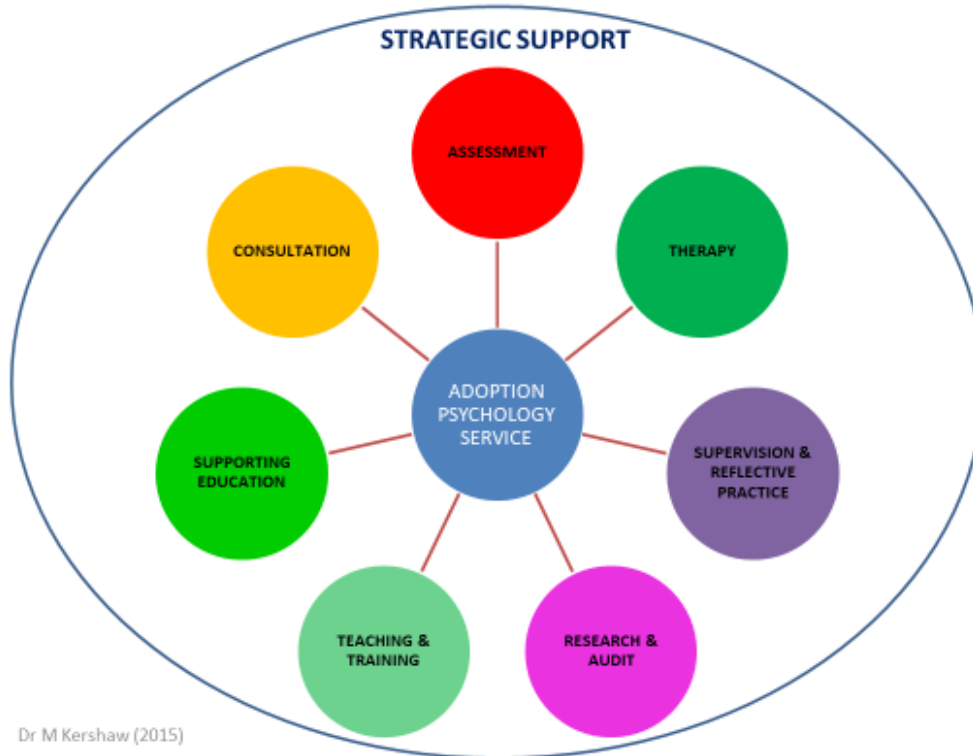 STRATEGIC SUPPORT
ASSESSMENT
CONSULTATION
THERAPY
ADOPTION
PSYCHOLOGY
SERVICE
SUPPORTING
EDUCATION
SUPERVISION &
REFLECTIVE
PRACTICE
TEACHING &
TRAINING
RESEARCH &
AUDIT
Dr M Kershaw (2015)